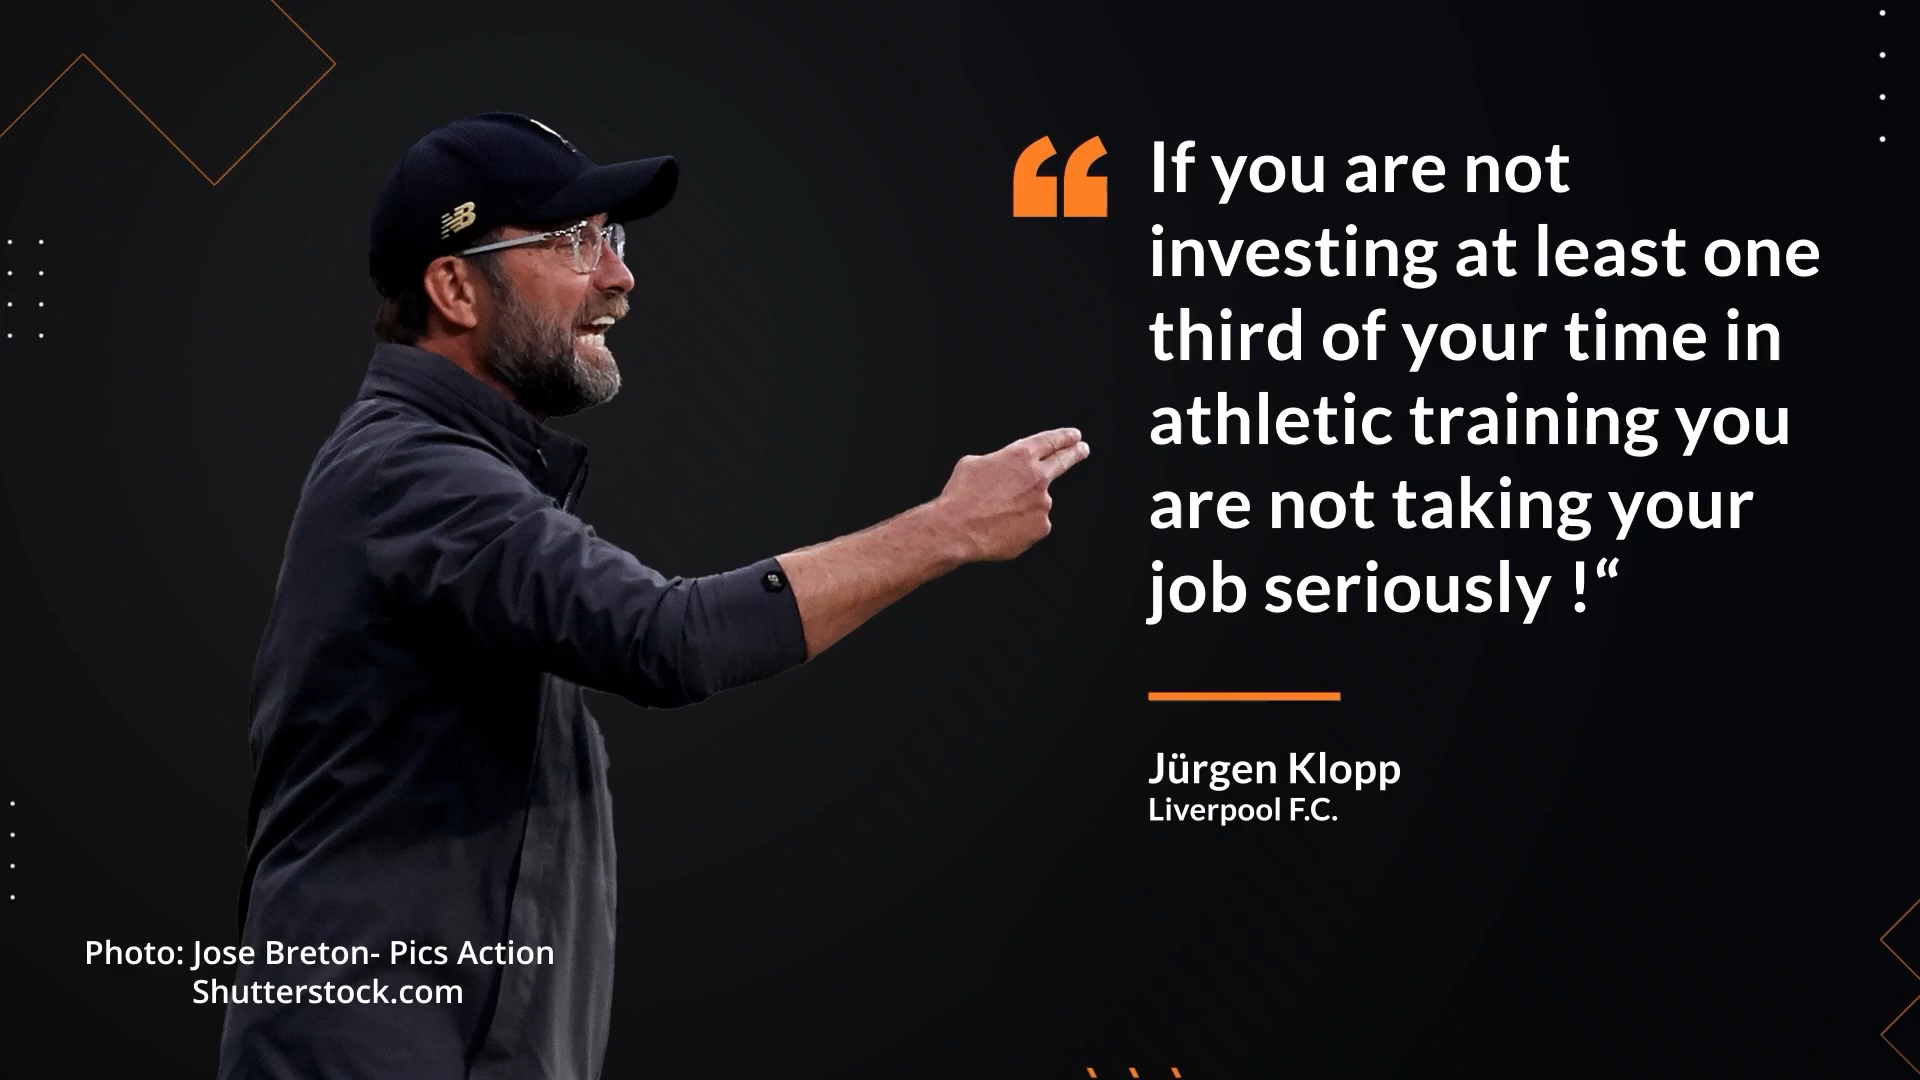 If you are not
investing at least one
third of your time in
athletic training you
are not taking your
job seriously !“
Jürgen Klopp
Liverpool F.C.
Photo: Jose Breton- Pics Action
Shutterstock.com